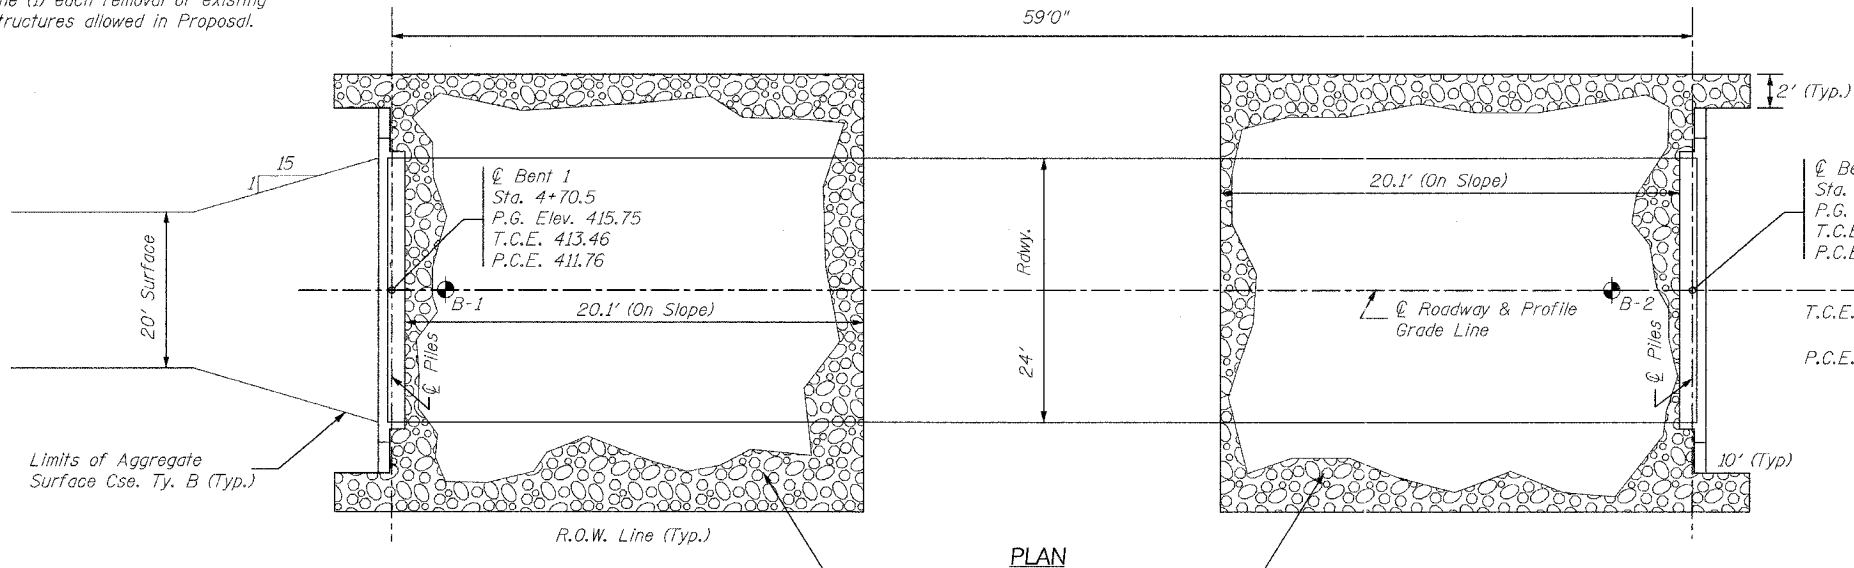 (1) each removal of existing
structures allowed in Proposal.
59'0"
2' (Typ.)
15
1
℄ Bent 1
Sta. 4+70.5
P.G. Elev. 415.75
T.C.E. 413.46
P.C.E. 411.76
20' Surface
B-1
20.1' (On Slope)
℄ Piles
Rdwy.
24'
20.1' (On Slope)
℄ Roadway & Profile
Grade Line
B-2
℄ Piles
℄
Sta.
P.G.
T.C.E.
P.C.E.
Limits of Aggregate
Surface Cse. Ty. B (Typ.)
10' (Typ)
R.O.W. Line (Typ.)
PLAN